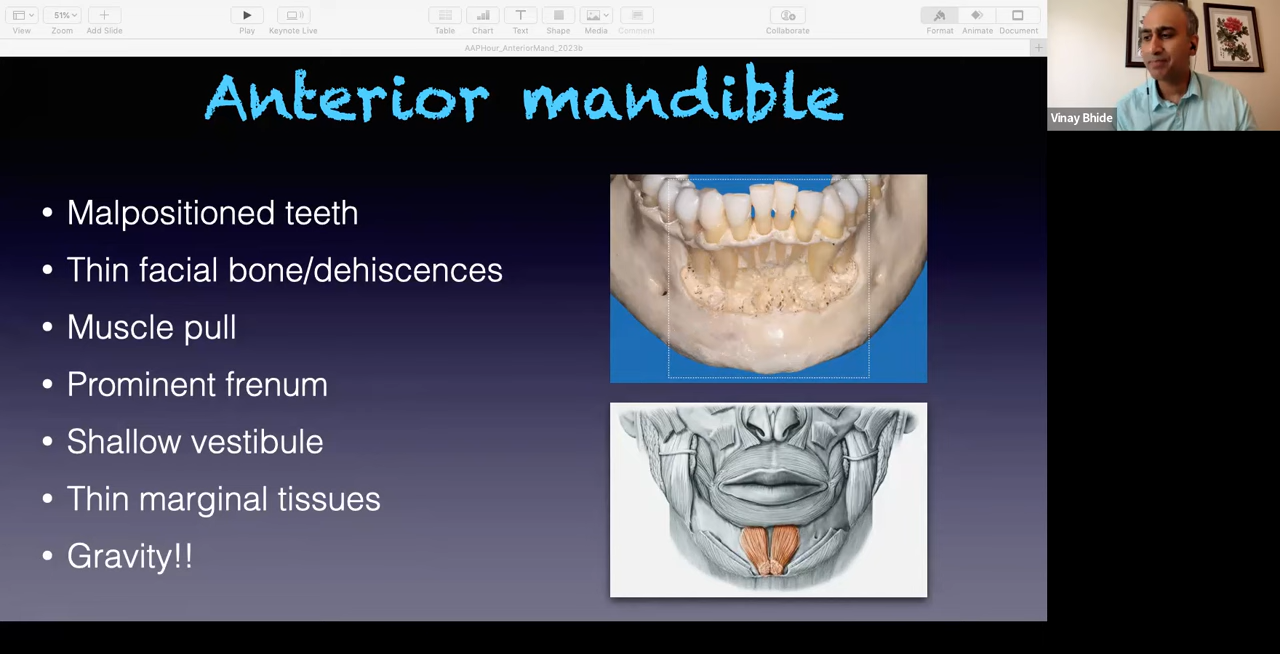 51%
View
Zoom
Add Slide
Play
Keynote Live
Table
Chart
Text
Shape
Media
Comment
Collaborate
Format
Animate
Document
AAPHour_AnteriorMand_2023b
Vinay Bhide
Anterior mandible
• Malpositioned teeth
• Thin facial bone/dehiscences
• Muscle pull
• Prominent frenum
• Shallow vestibule
• Thin marginal tissues
• Gravity!!